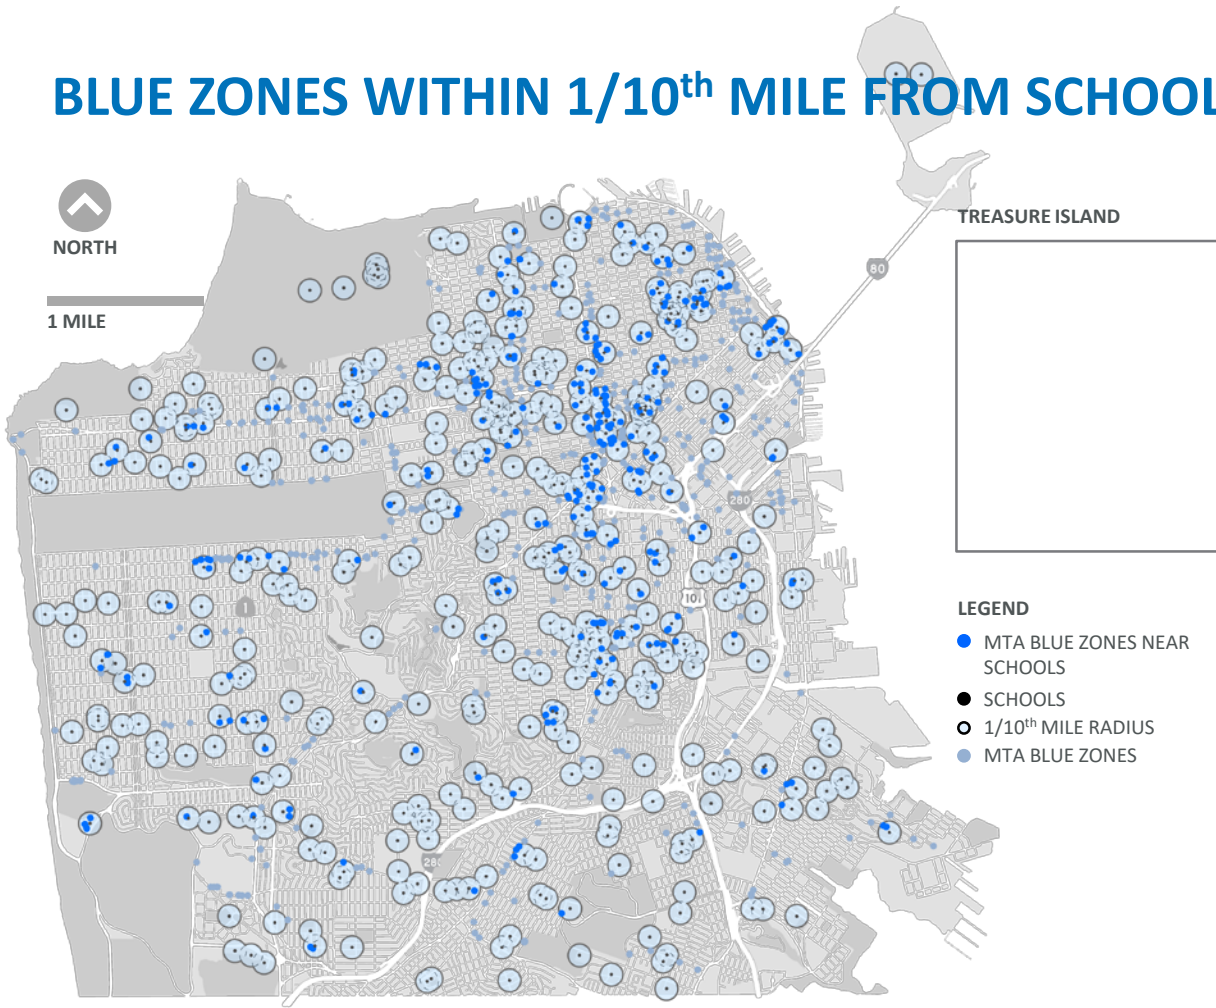 BLUE ZONES WITHIN 1/10th MILE FROM SCHOOL
NORTH
1 MILE
TREASURE ISLAND
80
280
1
101
280
LEGEND
MTA BLUE ZONES NEAR
SCHOOLS
SCHOOLS
1/10th MILE RADIUS
MTA BLUE ZONES